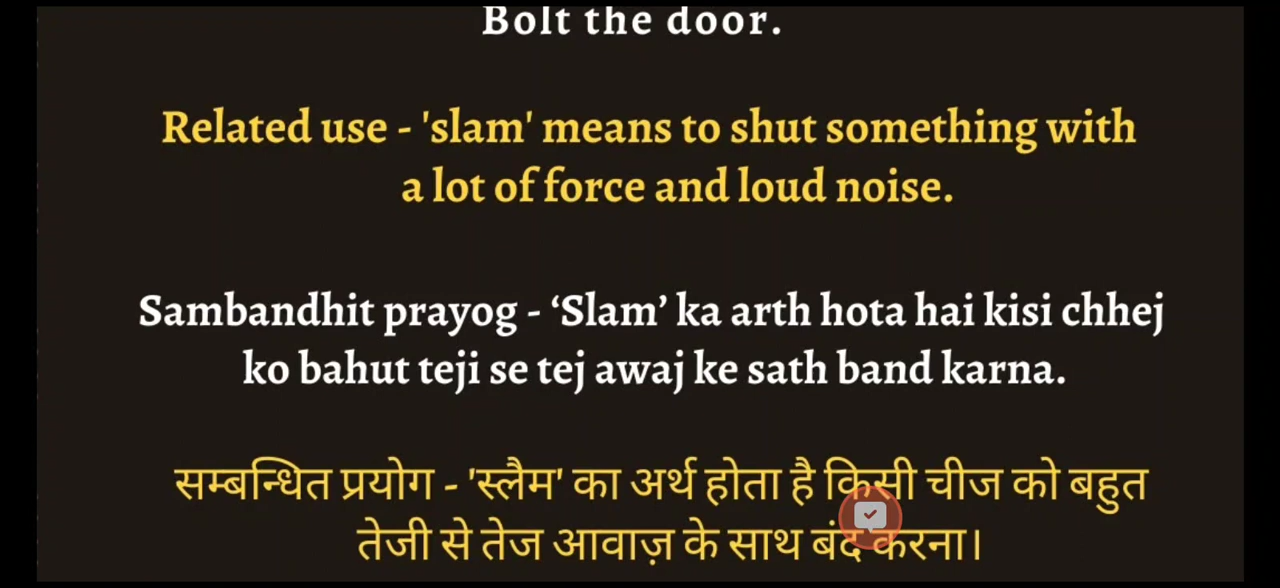 Bolt the door.
Related use - 'slam' means to shut something with
a lot of force and loud noise.
Sambandhit prayog - ‘Slam’ ka arth hota hai kisi chhej
ko bahut teji se tej awaj ke sath band karna.
सम्बन्धित प्रयोग - 'स्लैम' का अर्थ होता है किसी चीज को बहुत
तेजी से तेज आवाज़ के साथ बंद करना।